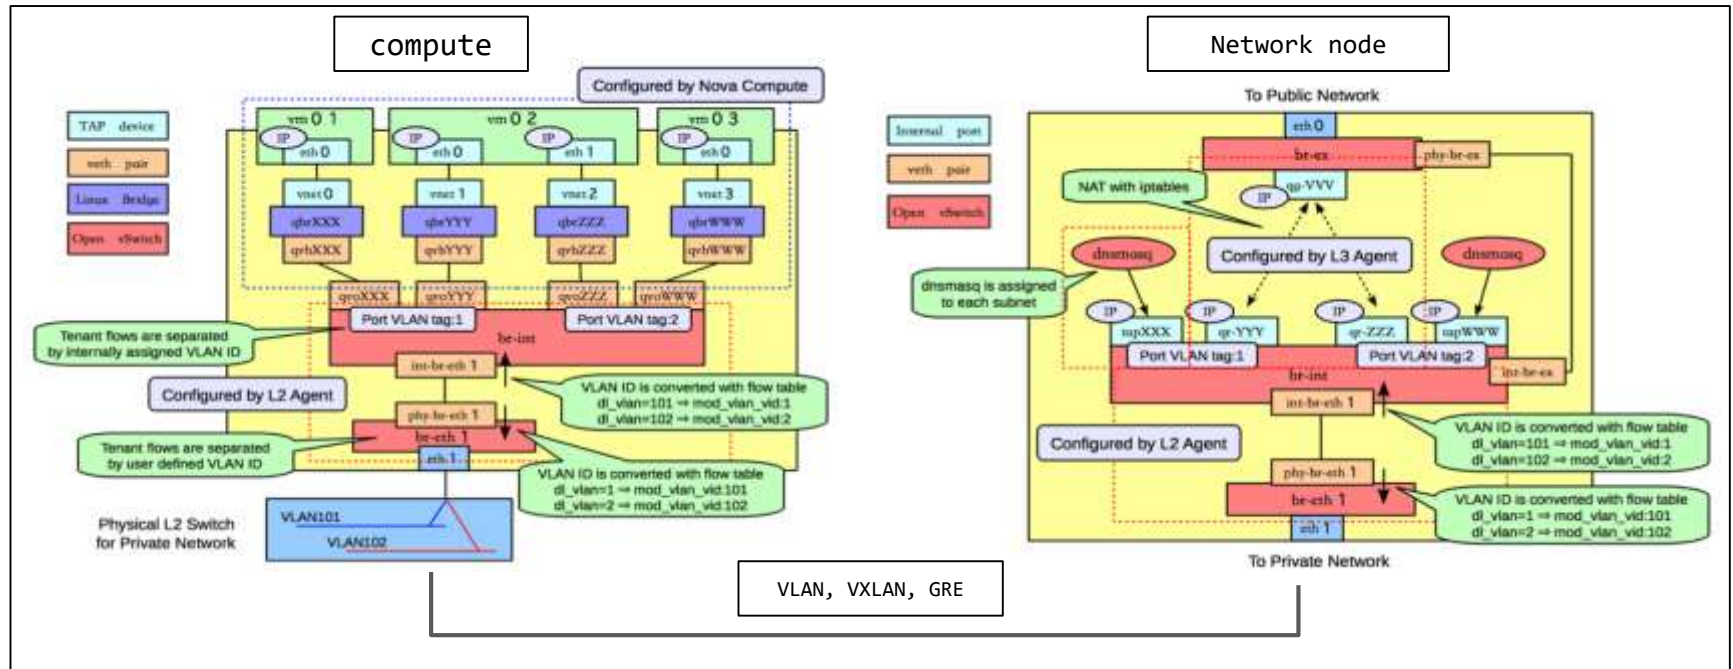 compute
Network node
Configured by Nova Compute
TAP device
veth pair
Linux Bridge
Open vSwitch
vm 0 1
vm 0 2
vm 0 3
IP
IP
IP
IP
eth 0
eth 0
eth 1
eth 0
vnet 0
vnet 1
vnet 2
vnet 3
qbrXXX
qbrYYY
qbrZZZ
qbrWWW
qvbXXX
qvbYYY
qvbZZZ
qvbWWW
qvoXXX
qvoYYY
qvoZZZ
qvoWWW
Port VLAN tag:1
Port VLAN tag:2
br-int
Tenant flows are separated
by internally assigned VLAN ID
int-br-eth 1
Configured by L2 Agent
VLAN ID is converted with flow table
dl_vlan=101 ⇒ mod_vlan_vid:1
dl_vlan=102 ⇒ mod_vlan_vid:2
phy-br-eth 1
br-eth 1
Tenant flows are separated
by user defined VLAN ID
eth 1
VLAN ID is converted with flow table
dl_vlan=1 ⇒ mod_vlan_vid:101
dl_vlan=2 ⇒ mod_vlan_vid:102
Physical L2 Switch
for Private Network
VLAN101
VLAN102
To Public Network
Internal port
veth pair
Open vSwitch
eth 0
br-ex
phy-br-ex
NAT with iptables
qg-VVV
IP
dnsmasq
Configured by L3 Agent
dnsmasq
dnsmasq is assigned
to each subnet
IP
IP
IP
IP
tapXXX
qr-YYY
qr-ZZZ
tapWWW
Port VLAN tag:1
Port VLAN tag:2
br-int
int-br-ex
int-br-eth 1
Configured by L2 Agent
VLAN ID is converted with flow table
dl_vlan=101 ⇒ mod_vlan_vid:1
dl_vlan=102 ⇒ mod_vlan_vid:2
phy-br-eth 1
br-eth 1
VLAN ID is converted with flow table
dl_vlan=1 ⇒ mod_vlan_vid:101
dl_vlan=2 ⇒ mod_vlan_vid:102
eth 1
To Private Network
VLAN, VXLAN, GRE